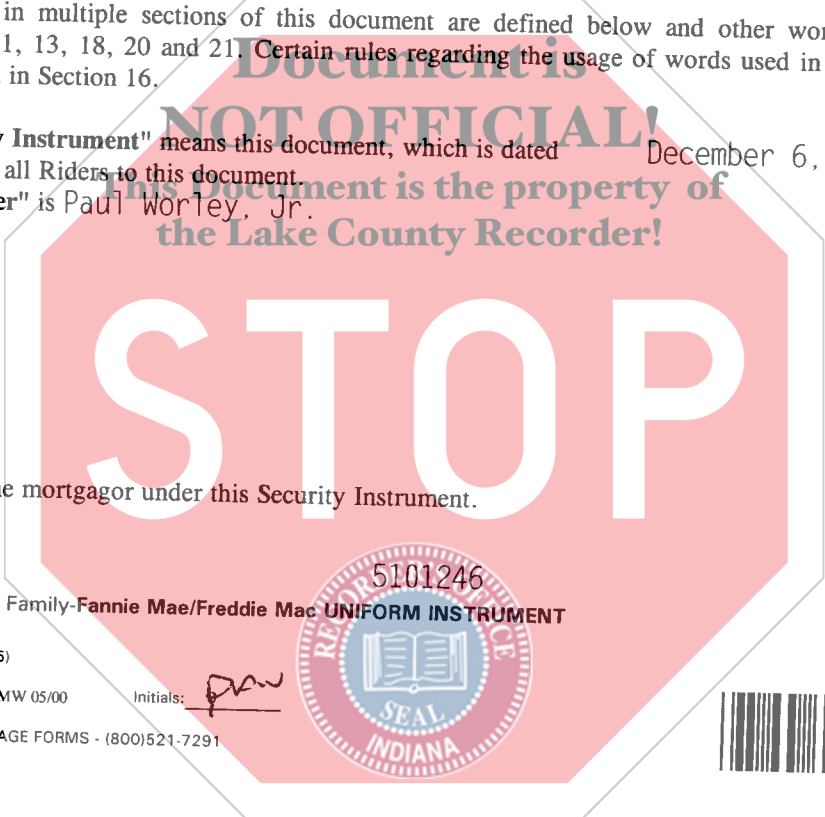 in multiple sections of this document are defined below and other wor
1, 13, 18, 20 and 21. Certain rules regarding the usage of words used in
in Section 16.
Document is
NOT OFFICIAL!
y Instrument" means this document, which is dated December 6,
all Riders to this document.
This Document is the property of
er" is Paul Worley, Jr.
the Lake County Recorder!
STOP
e mortgagor under this Security Instrument.
5101246
Family-Fannie Mae/Freddie Mac UNIFORM INSTRUMENT
RECORDER'S OFFICE
SEAL
INDIANA
5)
MW 05/00 Initials: prw
AGE FORMS - (800)521-7291